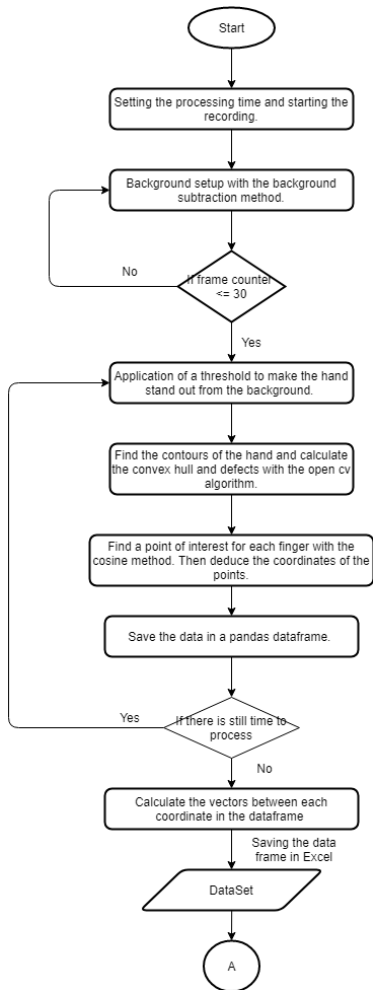 Start
Setting the processing time and starting the
recording.
Background setup with the background
subtraction method.
No
If frame counter
<= 30
Yes
Application of a threshold to make the hand
stand out from the background.
Find the contours of the hand and calculate
the convex hull and defects with the open cv
algorithm.
Find a point of interest for each finger with the
cosine method. Then deduce the coordinates of the
points.
Save the data in a pandas dataframe.
Yes
If there is still time to
process
No
Calculate the vectors between each
coordinate in the dataframe
Saving the data
frame in Excel
DataSet
A